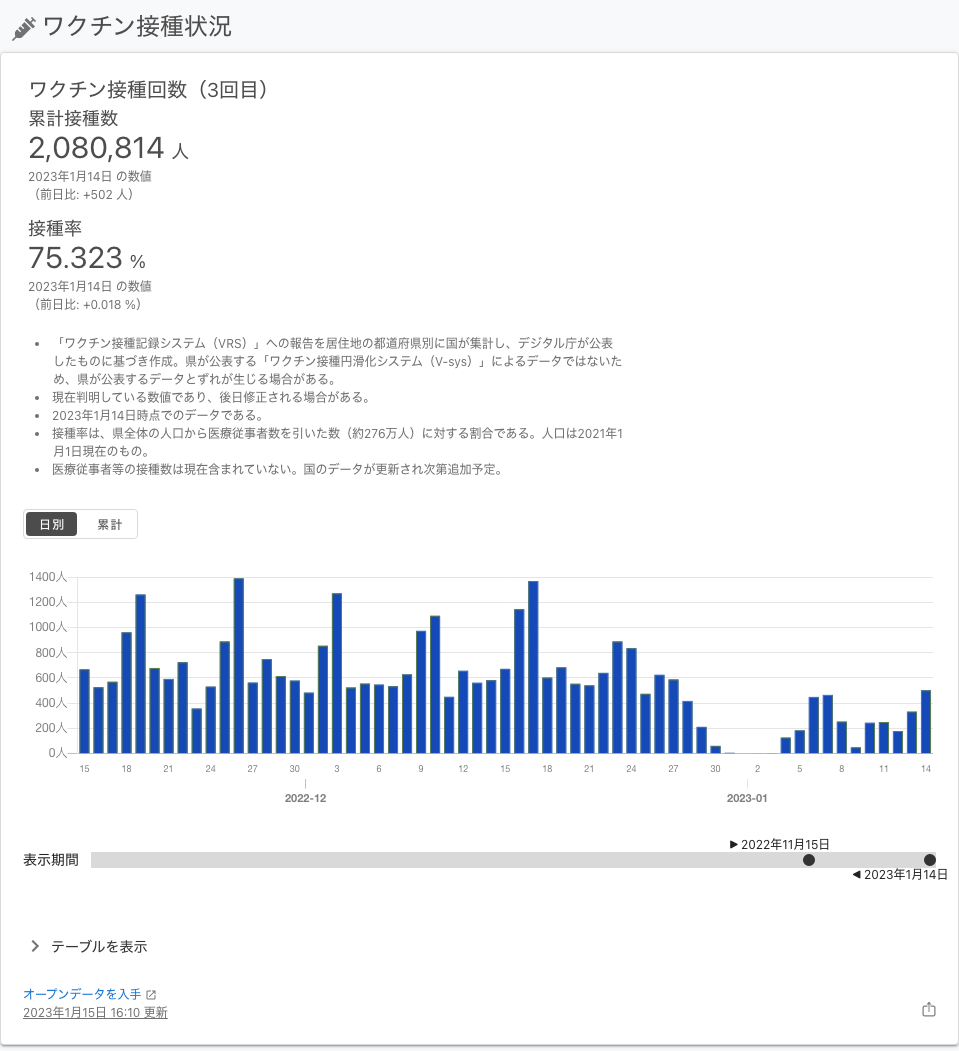 ワクチン接種状況
ワクチン接種回数（3回目）
累計接種数
2,080,814 人
2023年1月14日 の数値
（前日比: +502 人）
接種率
75.323 %
2023年1月14日 の数値
（前日比: +0.018 %）
• 「ワクチン接種記録システム（VRS）」への報告を居住地の都道府県別に国が集計し、デジタル庁が公表
したものに基づき作成。県が公表する「ワクチン接種円滑化システム（V-sys）」によるデータではないた
め、県が公表するデータとずれが生じる場合がある。
• 現在判明している数値であり、後日修正される場合がある。
• 2023年1月14日時点でのデータである。
• 接種率は、県全体の人口から医療従事者数を引いた数（約276万人）に対する割合である。人口は2021年1
月1日現在のもの。
• 医療従事者等の接種数は現在含まれていない。国のデータが更新され次第追加予定。
日別 累計
1400人
1200人
1000人
800人
600人
400人
200人
0人
15 18 21 24 27 30 3 6 9 12 15 18 21 24 27 30 2 5 8 11 14
2022-12 2023-01
▶ 2022年11月15日
表示期間
◀ 2023年1月14日
テーブルを表示
オープンデータを入手
2023年1月15日 16:10 更新